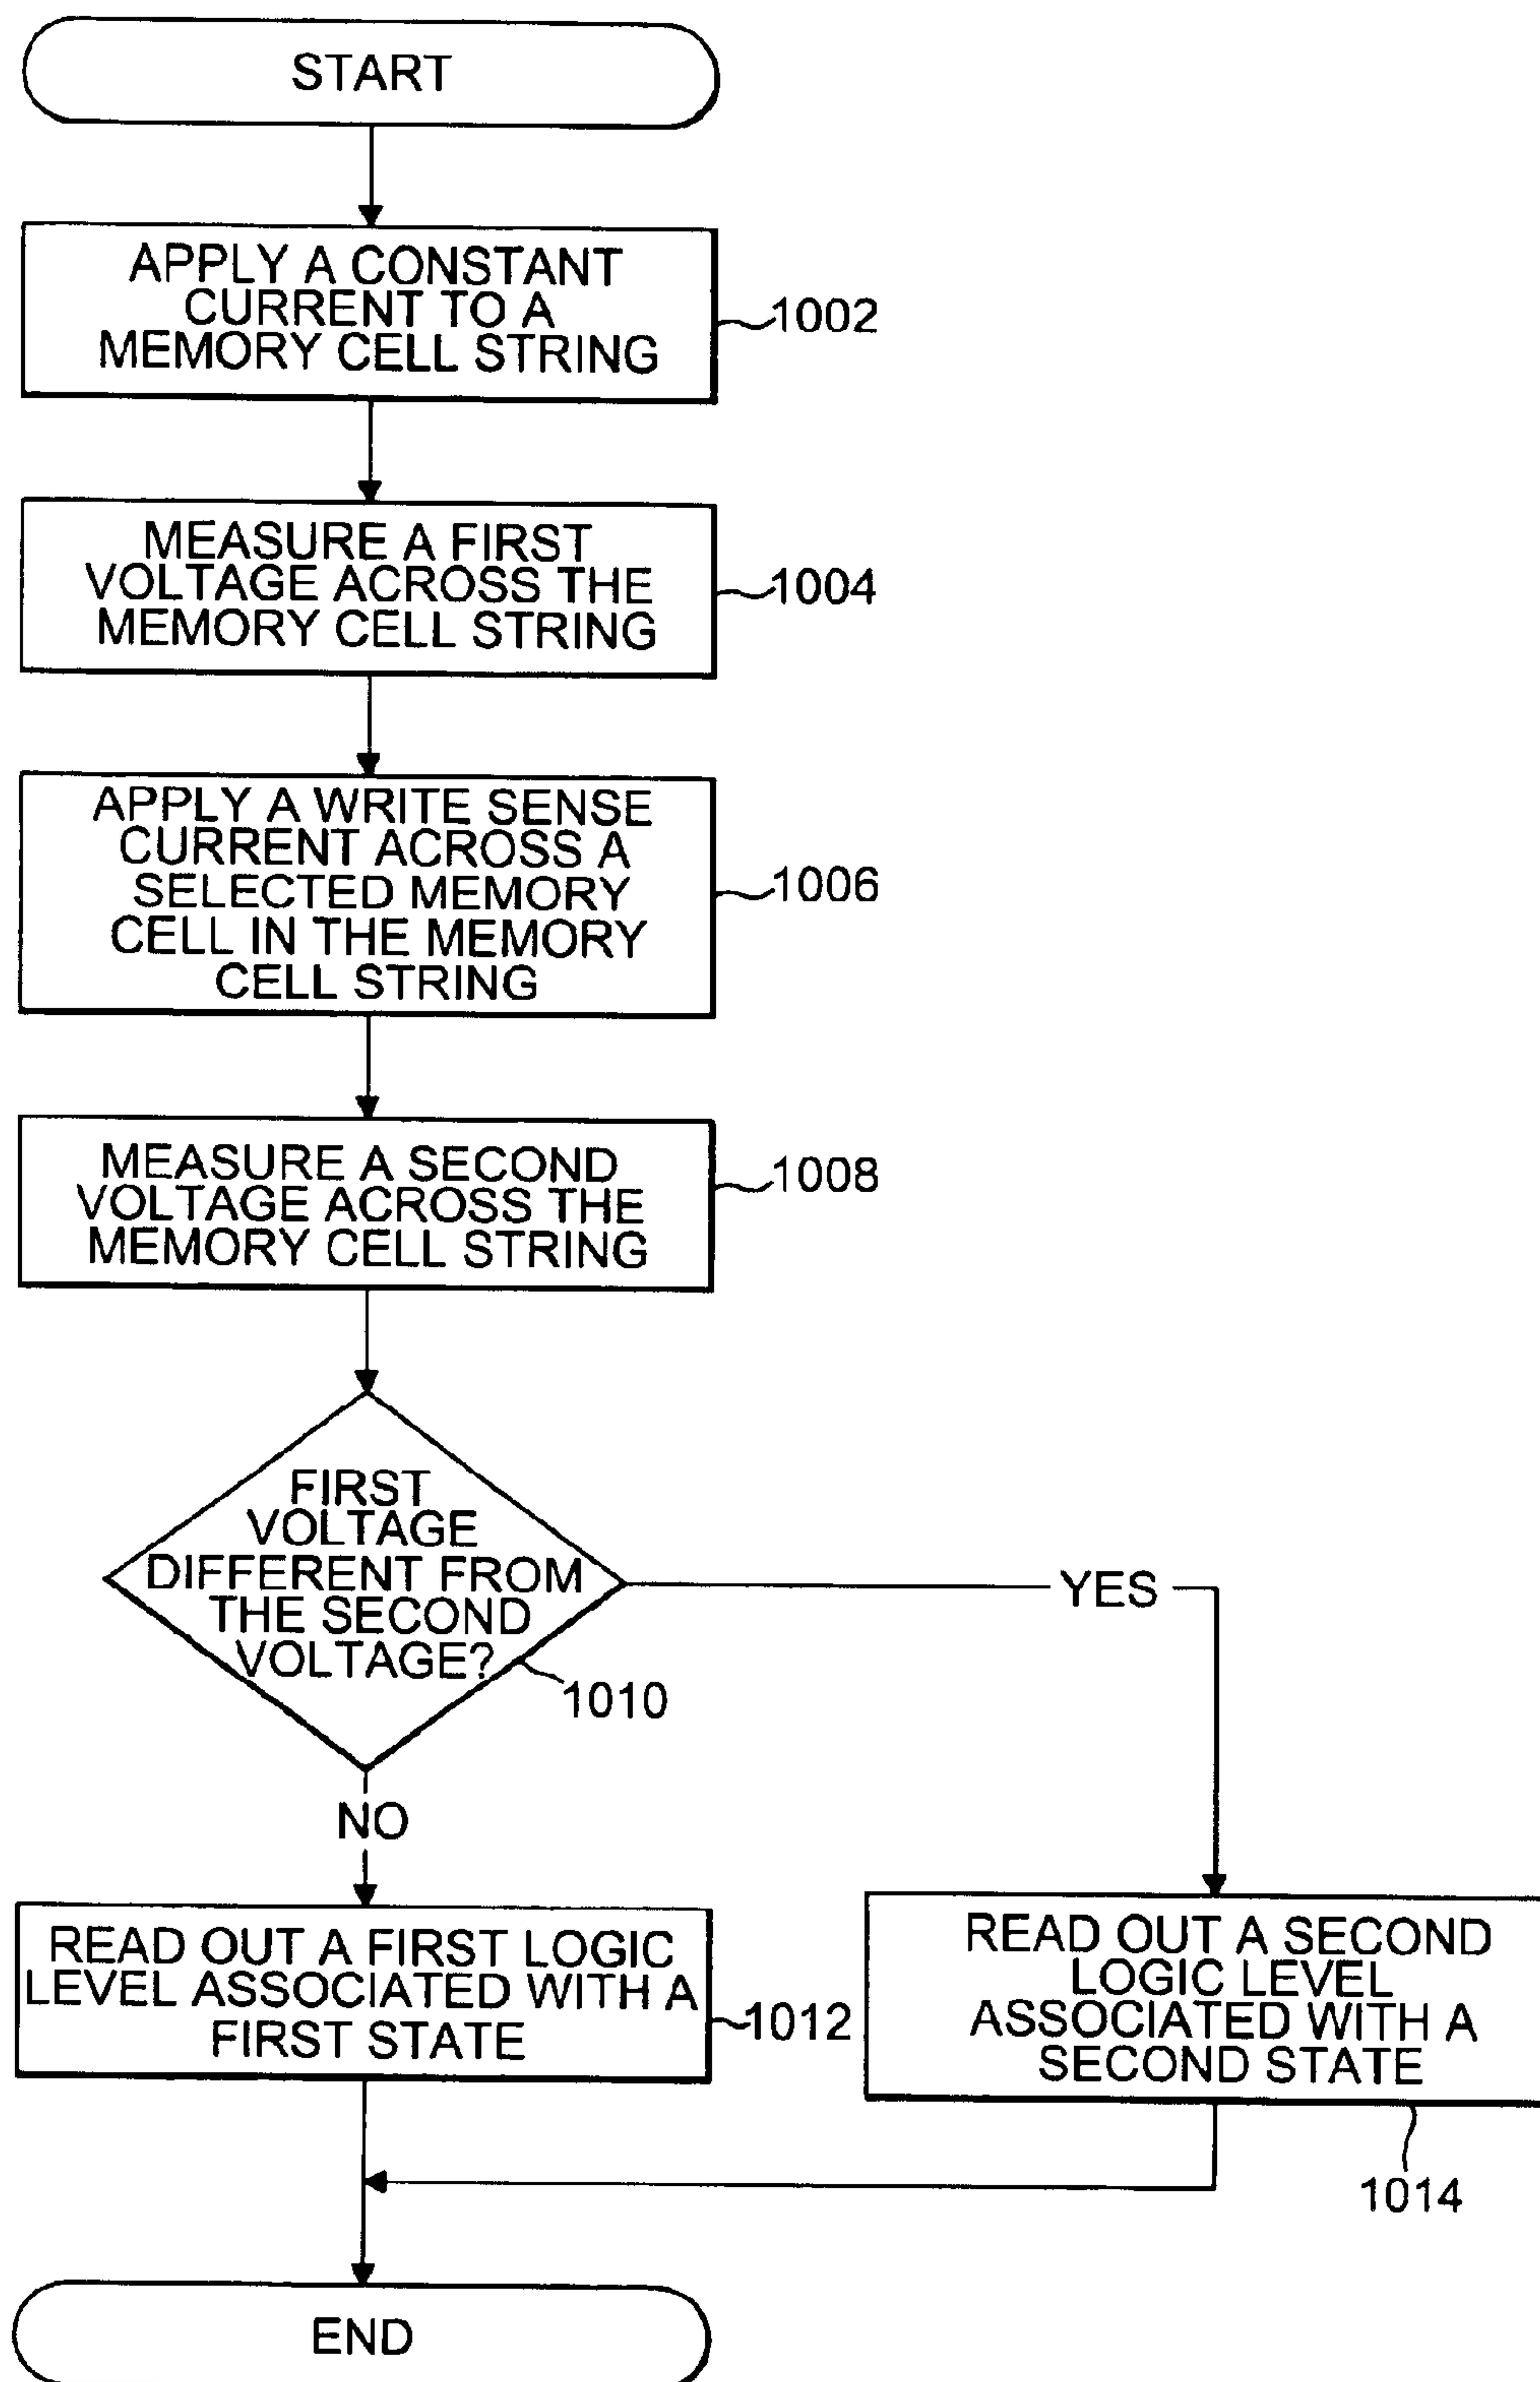 START
APPLY A CONSTANT
CURRENT TO A
MEMORY CELL STRING
1002
MEASURE A FIRST
VOLTAGE ACROSS THE
MEMORY CELL STRING
1004
APPLY A WRITE SENSE
CURRENT ACROSS A
SELECTED MEMORY
CELL IN THE MEMORY
CELL STRING
1006
MEASURE A SECOND
VOLTAGE ACROSS THE
MEMORY CELL STRING
1008
FIRST
VOLTAGE
DIFFERENT FROM
THE SECOND
VOLTAGE?
1010
YES
NO
READ OUT A FIRST LOGIC
LEVEL ASSOCIATED WITH A
FIRST STATE
1012
READ OUT A SECOND
LOGIC LEVEL
ASSOCIATED WITH A
SECOND STATE
1014
END